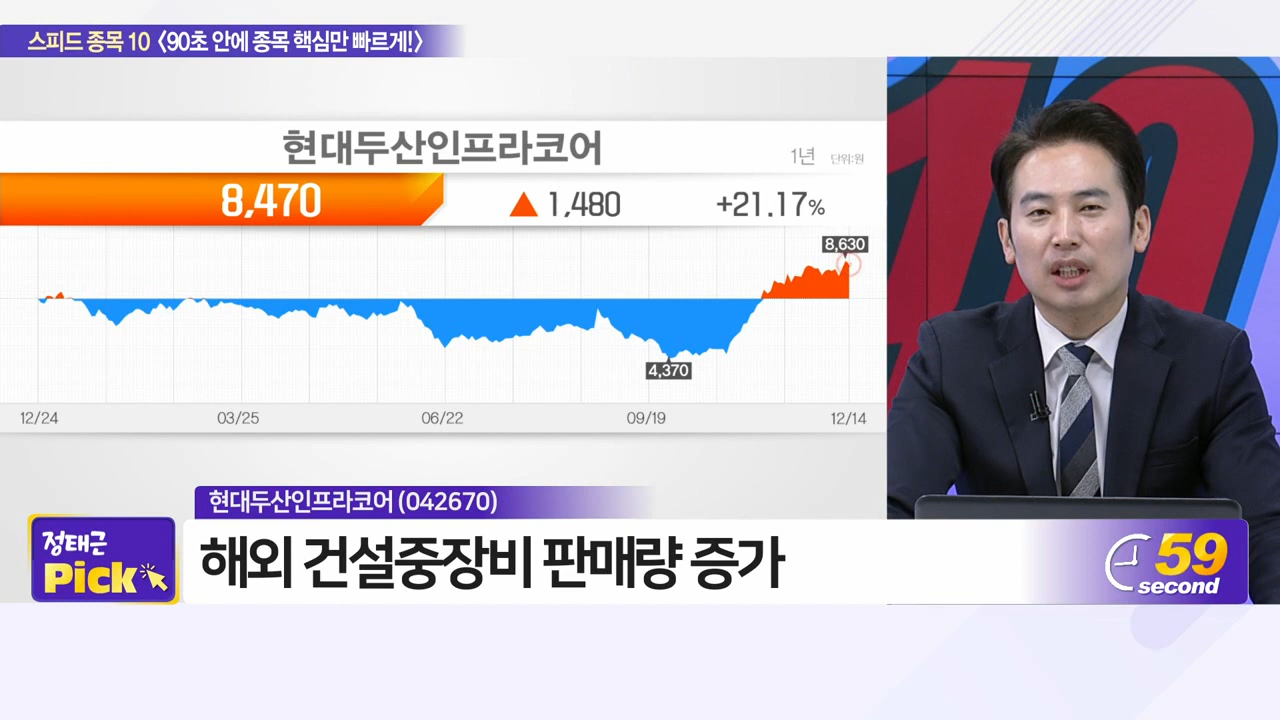 스피드 종목 10 〈90초 안에 종목 핵심만 빠르게!〉
현대두산인프라코어
1년 단위:원
8,470 ▲ 1,480 +21.17%
8,630
4,370
12/24 03/25 06/22 09/19 12/14
현대두산인프라코어 (042670)
정태근
Pick
해외 건설중장비 판매량 증가
59
second
10